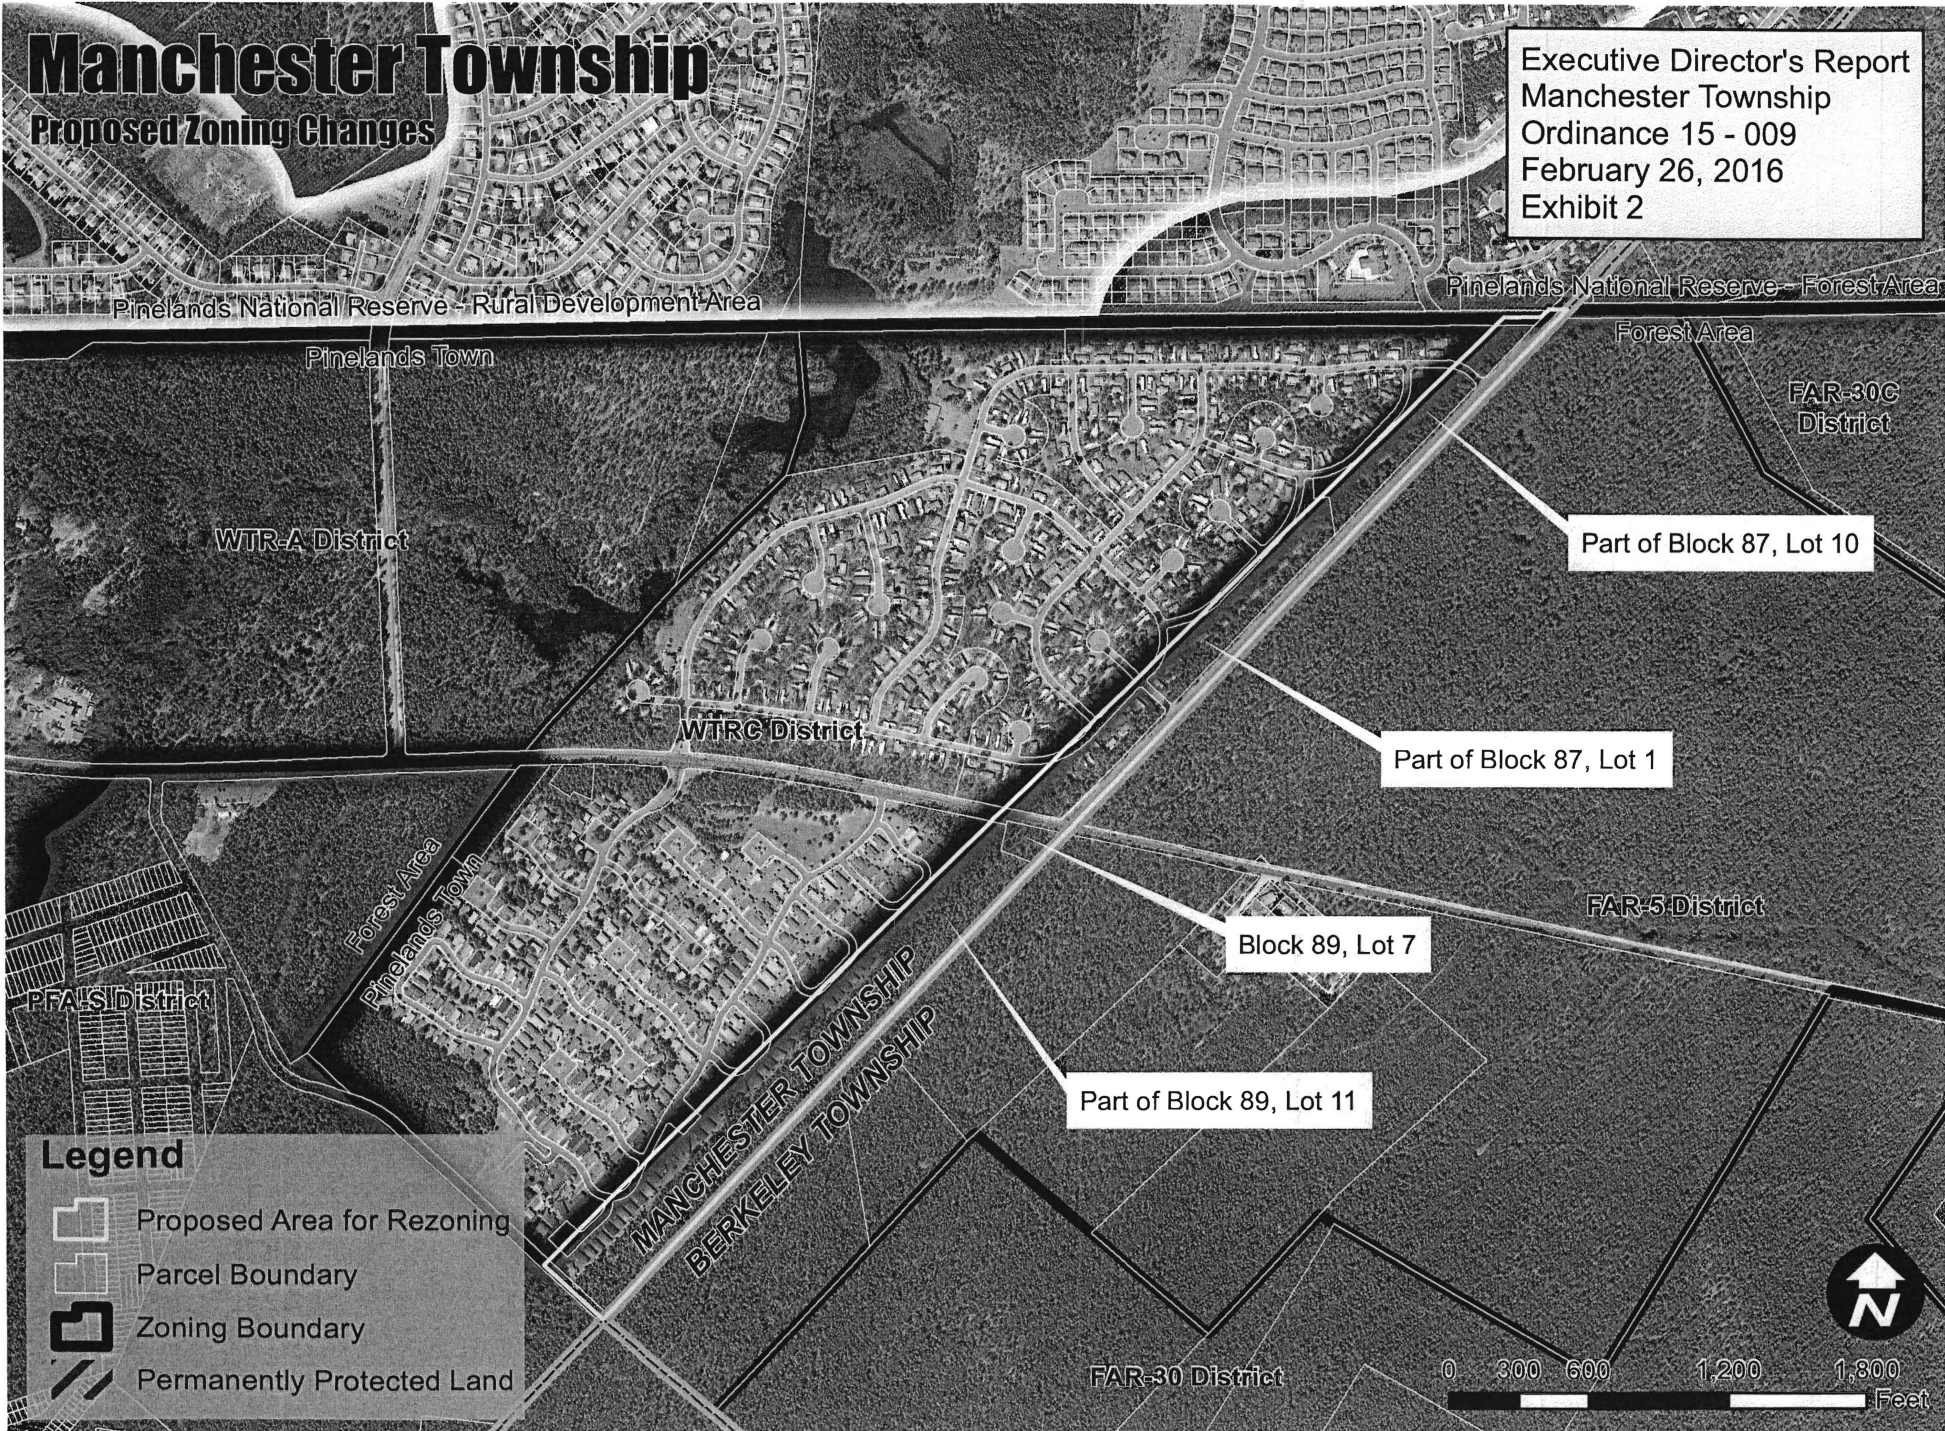 Manchester Township
Proposed Zoning Changes
Executive Director's Report
Manchester Township
Ordinance 15 - 009
February 26, 2016
Exhibit 2
Pinelands National Reserve - Rural Development Area
Pinelands National Reserve - Forest Area
Pinelands Town
Forest Area
FAR-30C
District
WTR-A District
Part of Block 87, Lot 10
WTRC District
Part of Block 87, Lot 1
Forest Area
Pinelands Town
FAR-5 District
Block 89, Lot 7
PFA-S District
MANCHESTER TOWNSHIP
BERKELEY TOWNSHIP
Part of Block 89, Lot 11
Legend
Proposed Area for Rezoning
Parcel Boundary
Zoning Boundary
Permanently Protected Land
FAR-30 District
N
0 300 600 1,200 1,800
Feet